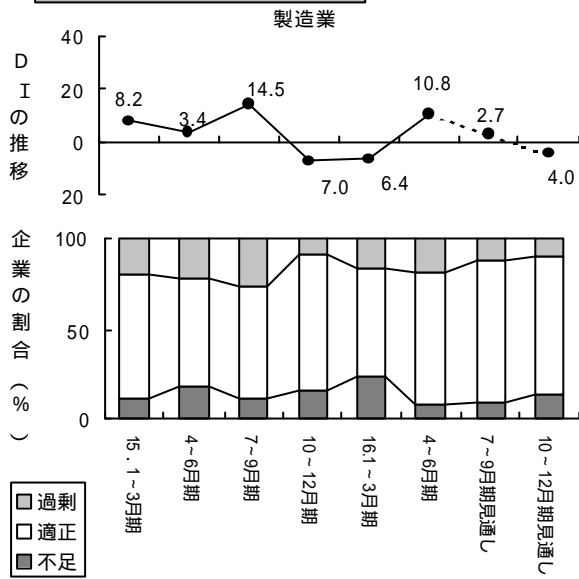 製造業
DIの推移
40
20
0
20
8.2
3.4
14.5
7.0
6.4
10.8
2.7
4.0
企業の割合(%)
100
50
0
15.1~3月期
4~6月期
7~9月期
10~12月期
16.1~3月期
4~6月期
7~9月期見通し
10~12月期見通し
過剰
適正
不足